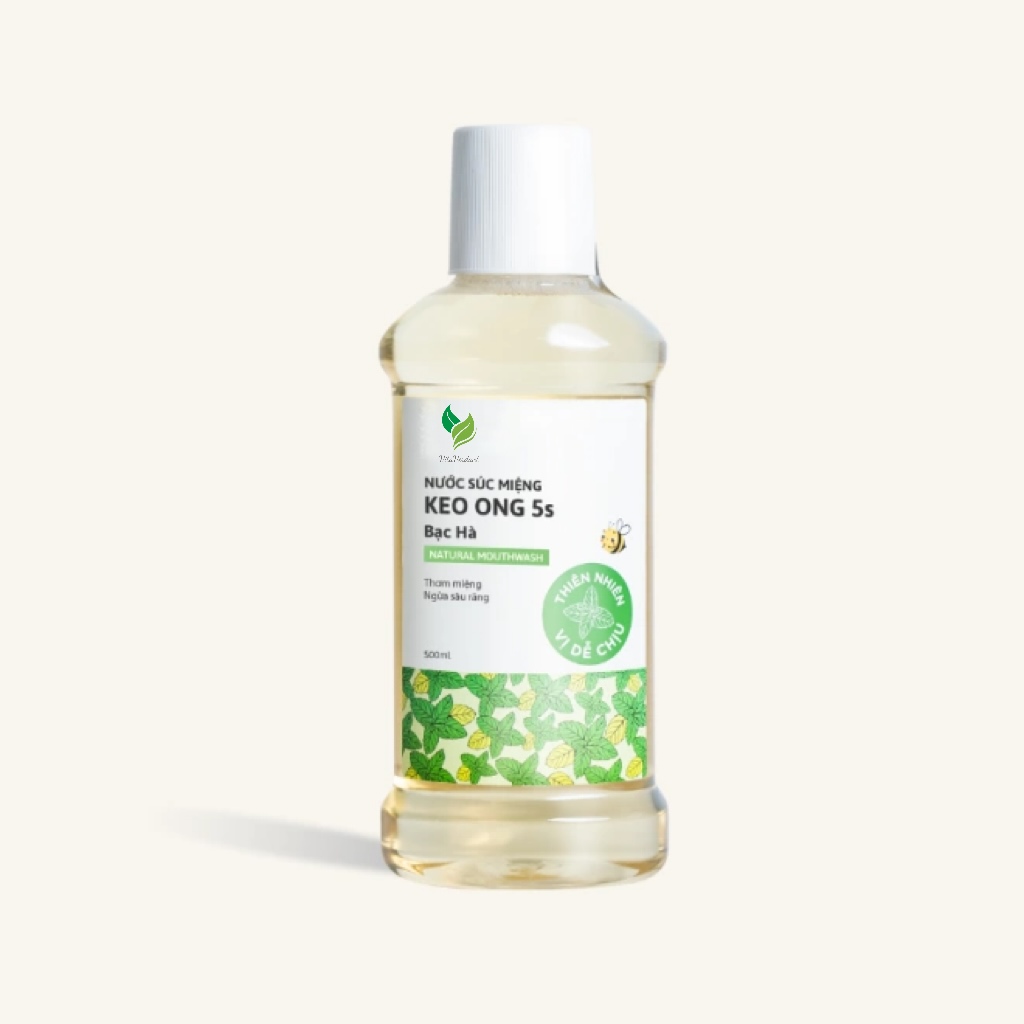 NƯỚC SÚC MIỆNG
KEO ONG 5s
Bạc Hà
NATURAL MOUTHWASH
Thơm miệng
Ngừa sâu răng
THIÊN NHIÊN
VỊ DỄ CHỊU
500ml